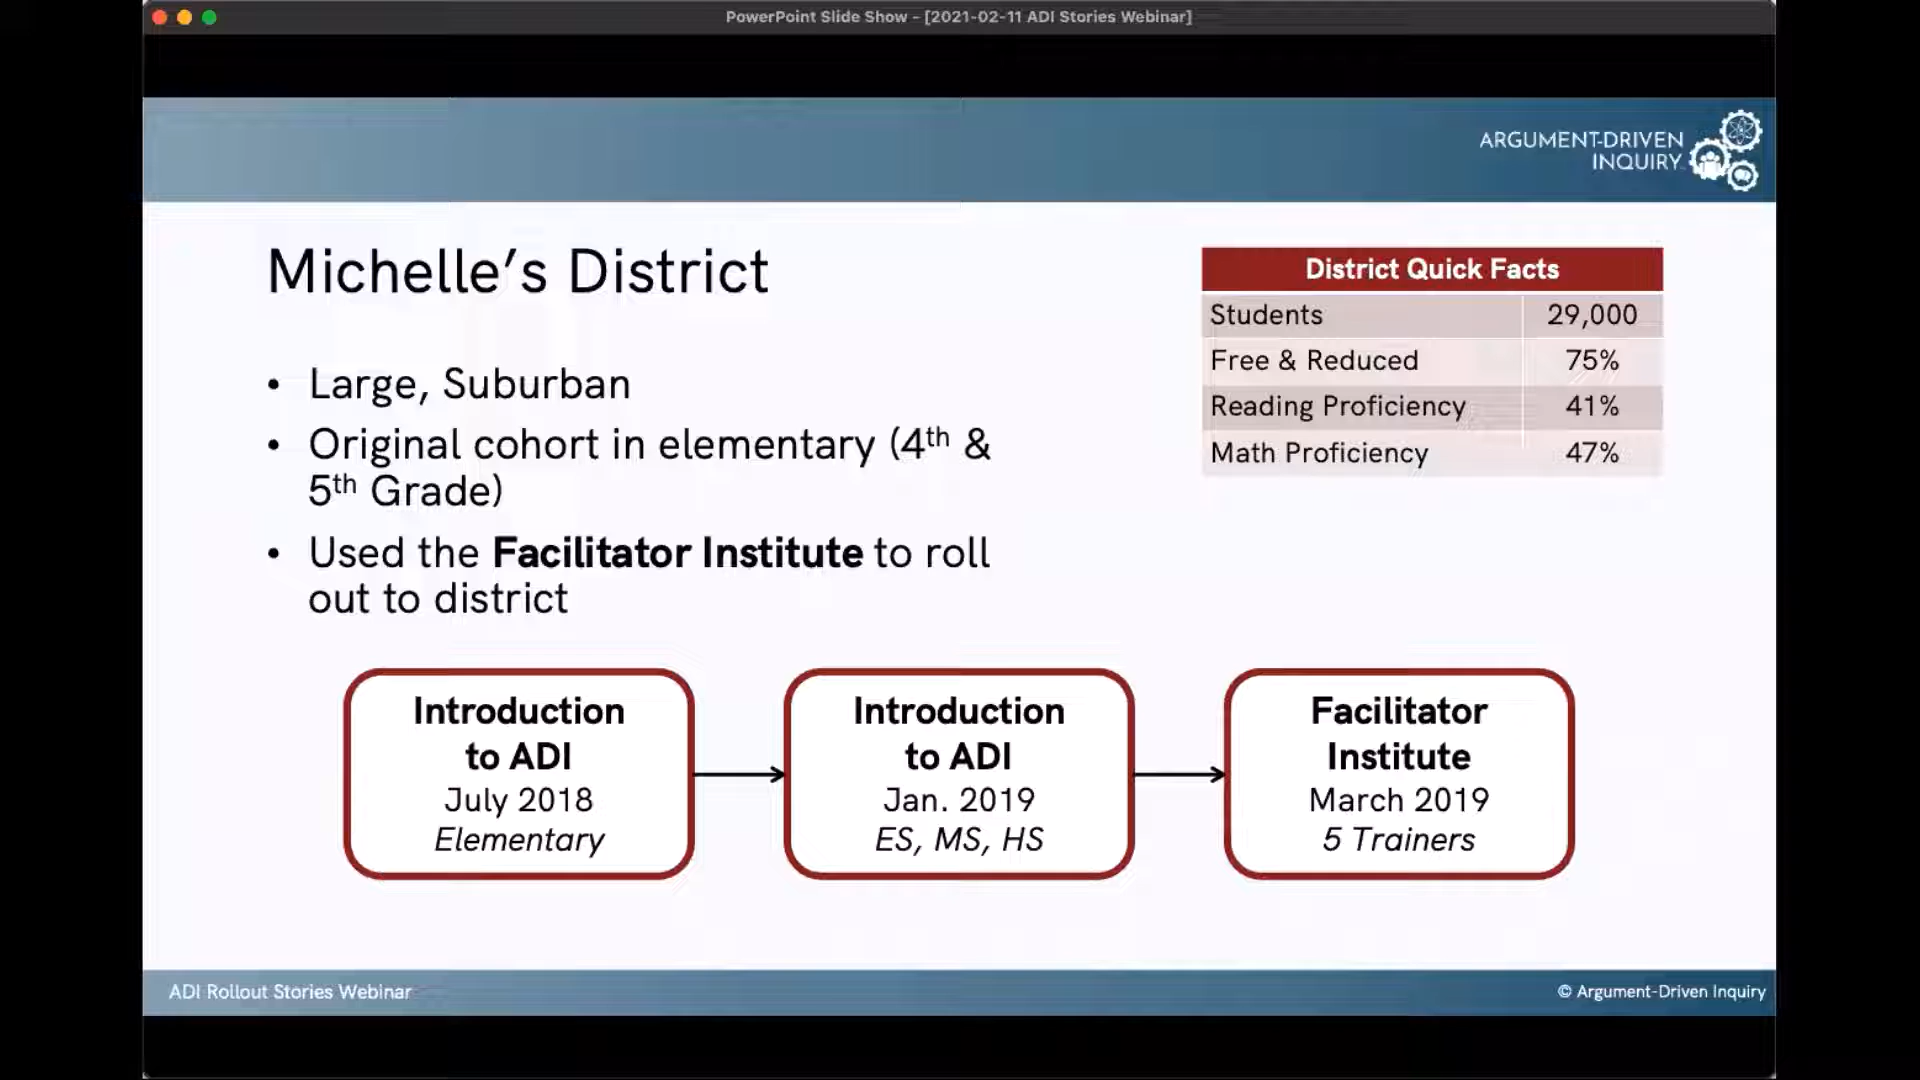 PowerPoint Slide Show - [2021-02-11 ADI Stories Webinar]
ARGUMENT-DRIVEN
INQUIRY
Michelle’s District
• Large, Suburban
• Original cohort in elementary (4th &
5th Grade)
• Used the Facilitator Institute to roll
out to district
District Quick Facts
Students 29,000
Free & Reduced 75%
Reading Proficiency 41%
Math Proficiency 47%
Introduction
to ADI
July 2018
Elementary
Introduction
to ADI
Jan. 2019
ES, MS, HS
Facilitator
Institute
March 2019
5 Trainers
ADI Rollout Stories Webinar
© Argument-Driven Inquiry